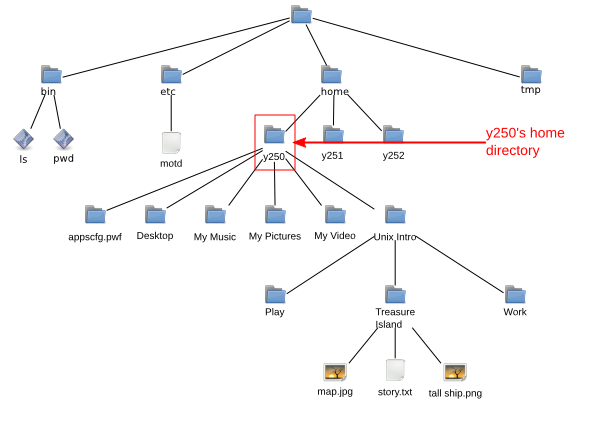 bin
etc
home
tmp
ls
pwd
motd
y250
y251
y252
y250's home
directory
appscfg.pwf
Desktop
My Music
My Pictures
My Video
Unix Intro
Play
Treasure
Island
Work
map.jpg
story.txt
tall ship.png